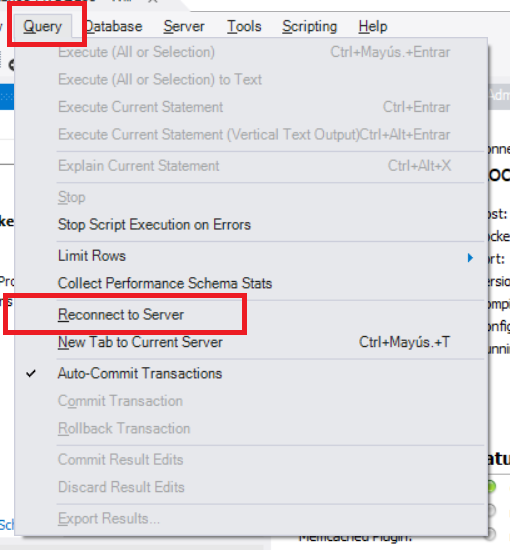 Query Database Server Tools Scripting Help
Execute (All or Selection) Ctrl+Mayús.+Entrar
Execute (All or Selection) to Text
Execute Current Statement Ctrl+Entrar
Execute Current Statement (Vertical Text Output)Ctrl+Alt+Entrar
Explain Current Statement Ctrl+Alt+X
Stop
Stop Script Execution on Errors
Limit Rows
Collect Performance Schema Stats
Reconnect to Server
New Tab to Current Server Ctrl+Mayús.+T
Auto-Commit Transactions
Commit Transaction
Rollback Transaction
Commit Result Edits
Discard Result Edits
Export Results...
Memcached Plugin: